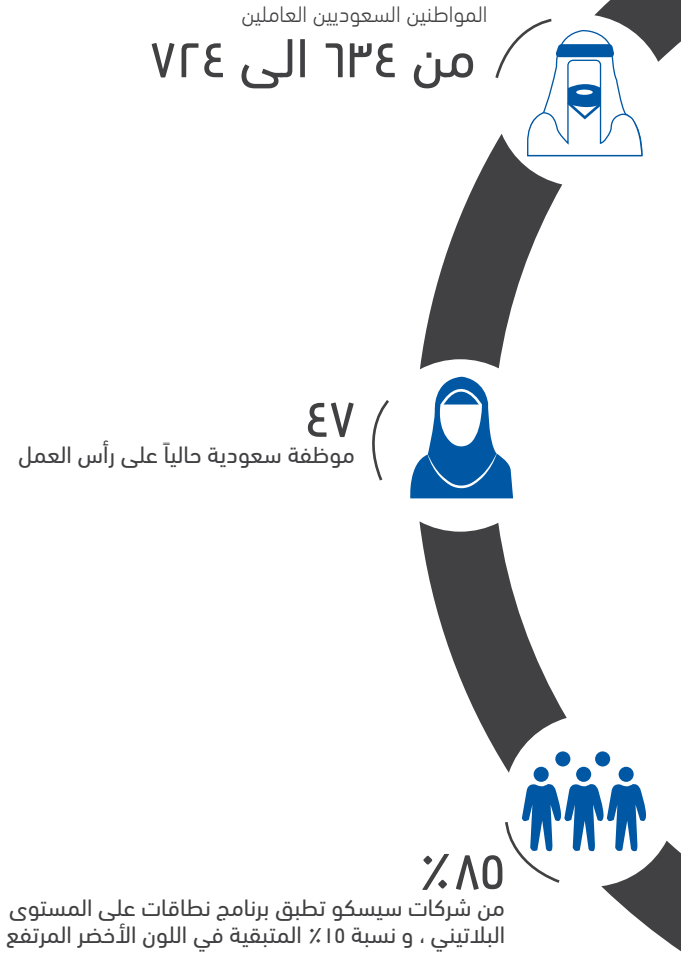 المواطنين السعوديين العاملين
من ٦٣٤ الى ٧٢٤
٤٧
موظفة سعودية حالياً على رأس العمل
٨٥٪
من شركات سيسكو تطبق برنامج نطاقات على المستوى
البلاتيني ، و نسبة ١٥٪ المتبقية في اللون الأخضر المرتفع